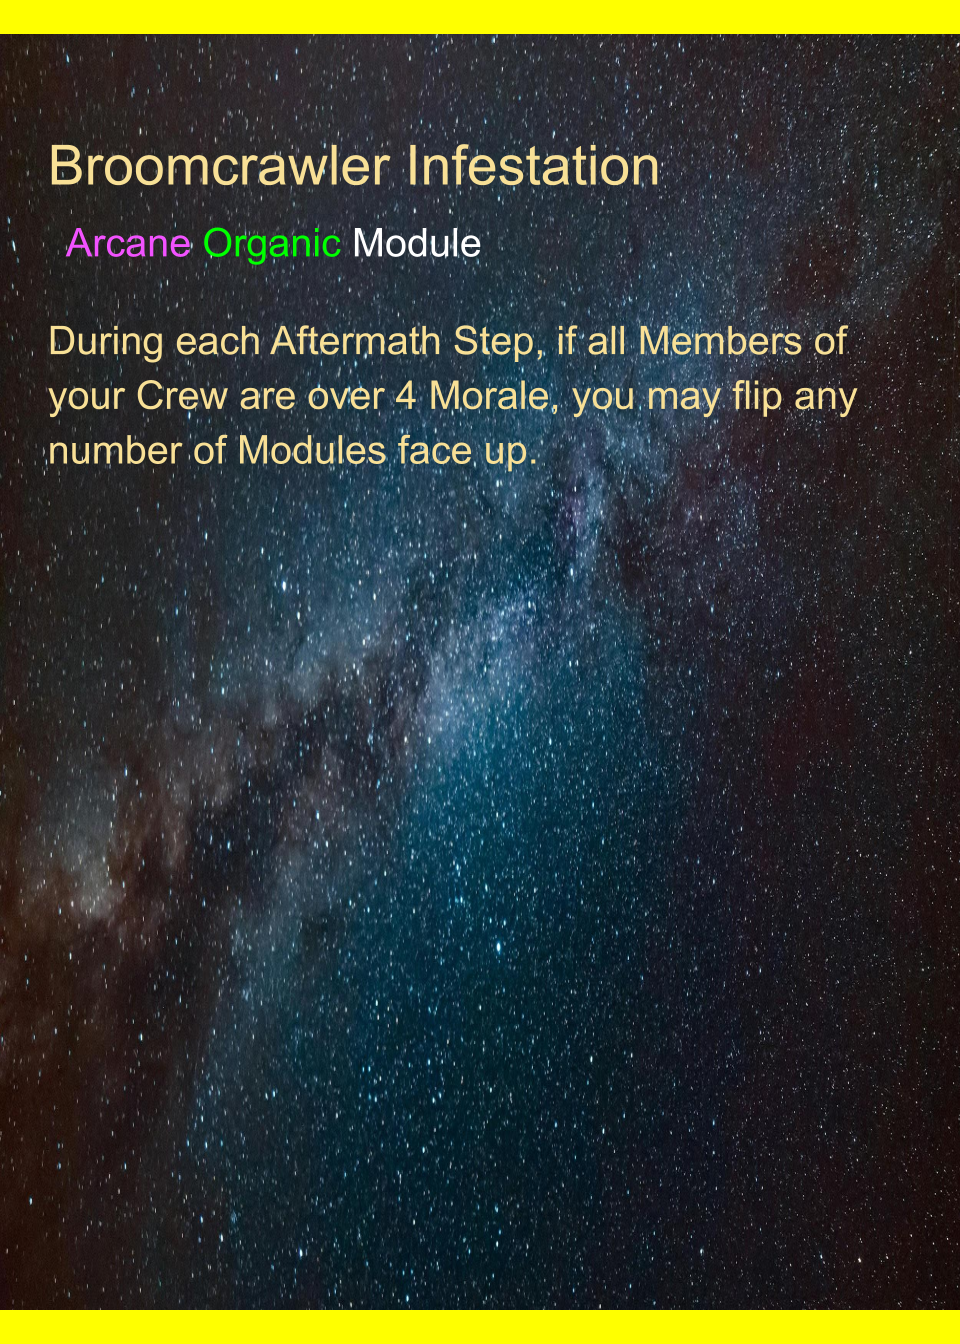 Broomcrawler Infestation
Arcane Organic Module
During each Aftermath Step, if all Members of
your Crew are over 4 Morale, you may flip any
number of Modules face up.